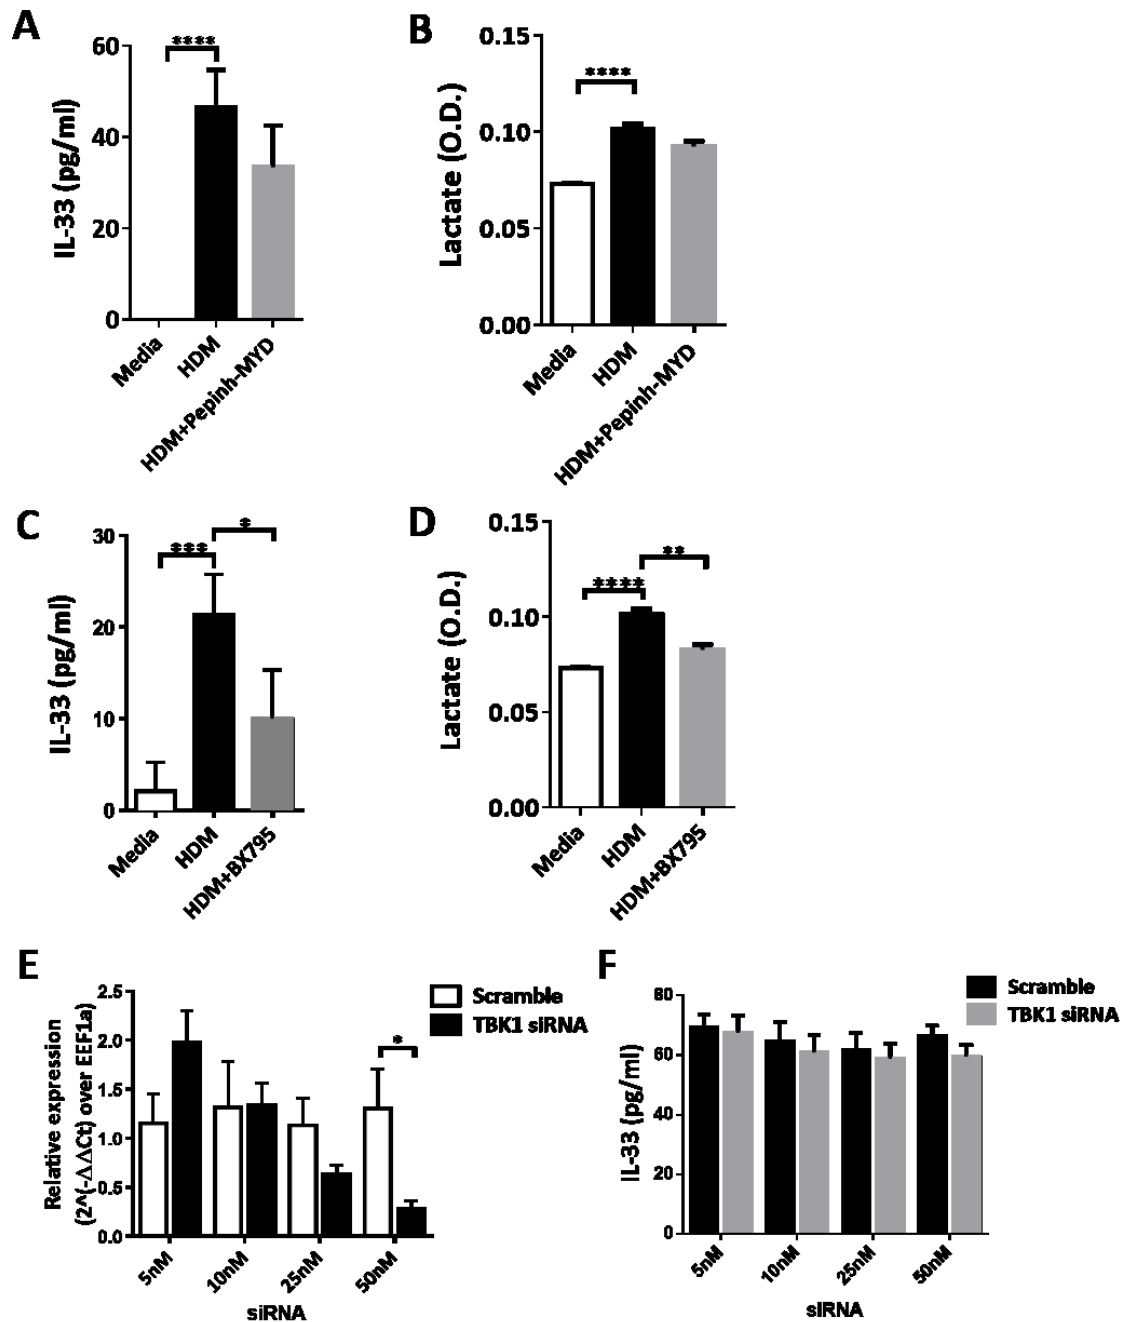 A
60
40
20
0
IL-33 (pg/ml)
****
Media
HDM
HDM+Pepinh-MYD
B
0.15
0.10
0.05
0.00
Lactate (O.D.)
****
Media
HDM
HDM+Pepinh-MYD
C
30
20
10
0
IL-33 (pg/ml)
***
*
Media
HDM
HDM+BX795
D
0.15
0.10
0.05
0.00
Lactate (O.D.)
****
**
Media
HDM
HDM+BX795
E
2.5
2.0
1.5
1.0
0.5
0.0
Relative expression
(2^(-ΔΔCt) over EEF1a)
Scramble
TBK1 siRNA
*
5nM
10nM
25nM
50nM
siRNA
F
80
60
40
20
0
IL-33 (pg/ml)
Scramble
TBK1 siRNA
5nM
10nM
25nM
50nM
siRNA